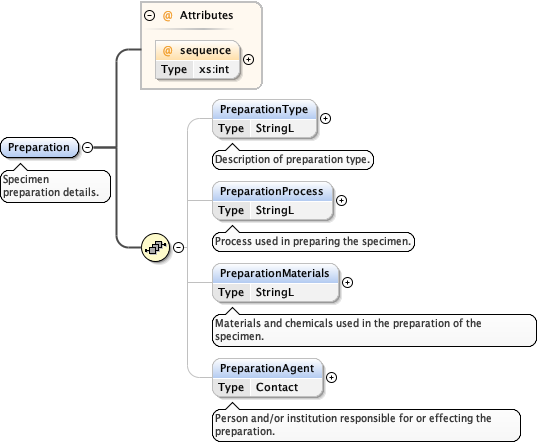 @ Attributes
@ sequence
Type xs:int
Preparation
Specimen
preparation details.
PreparationType
Type StringL
Description of preparation type.
PreparationProcess
Type StringL
Process used in preparing the specimen.
PreparationMaterials
Type StringL
Materials and chemicals used in the preparation of the
specimen.
PreparationAgent
Type Contact
Person and/or institution responsible for or effecting the
preparation.